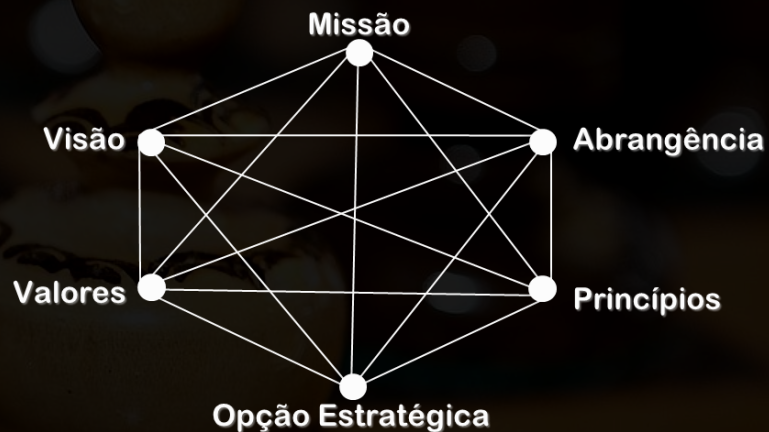 Missão
Visão
Abrangência
Valores
Princípios
Opção Estratégica